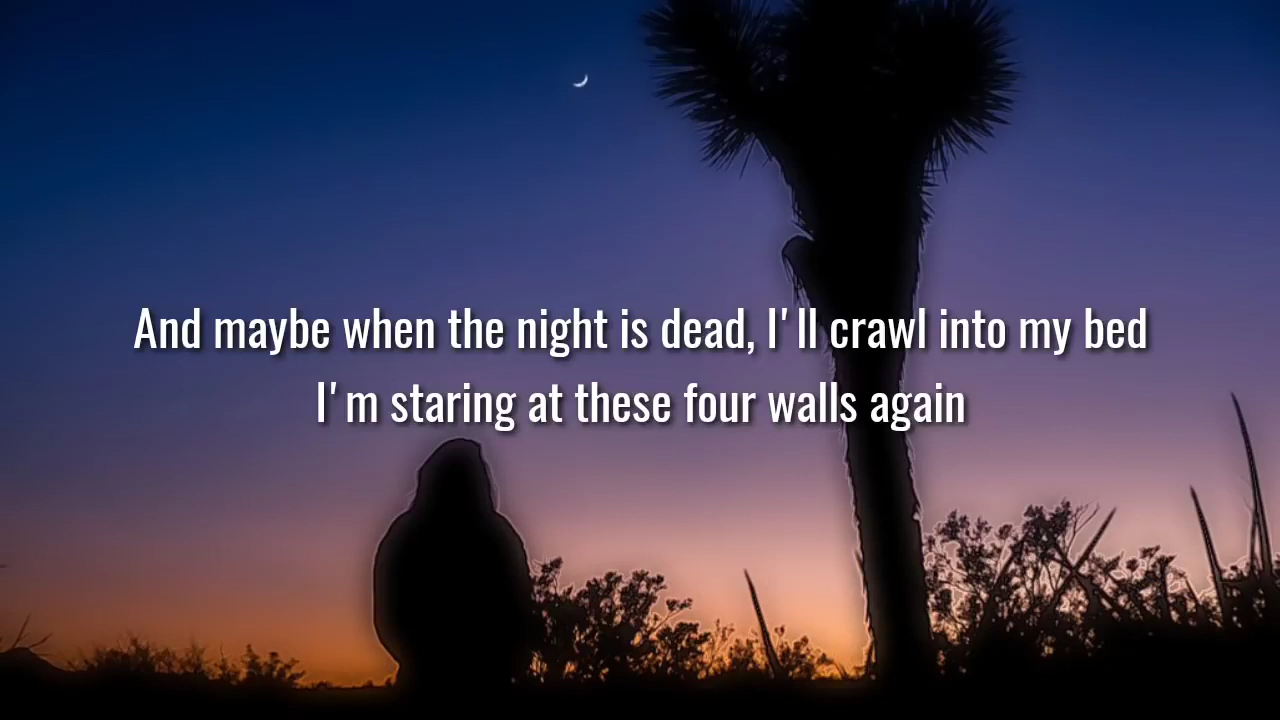 And maybe when the night is dead, I'll crawl into my bed
I'm staring at these four walls again